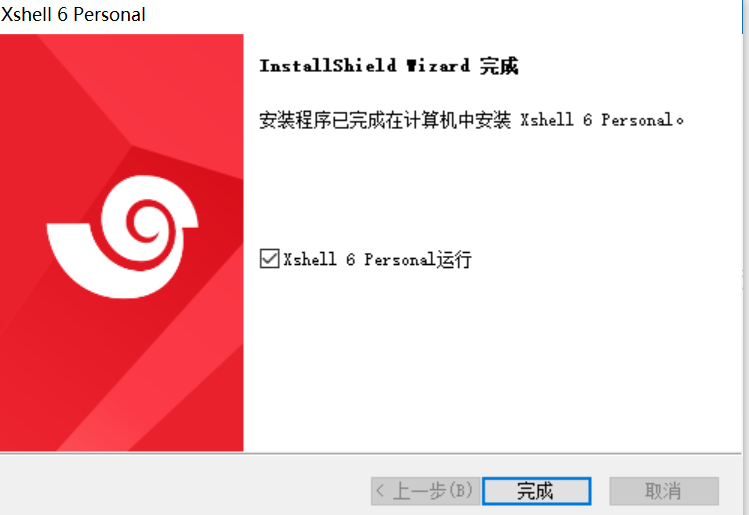 Xshell 6 Personal
InstallShield Wizard 完成
安装程序已完成在计算机中安装 Xshell 6 Personal。
Xshell 6 Personal运行
< 上一步(B)
完成
取消